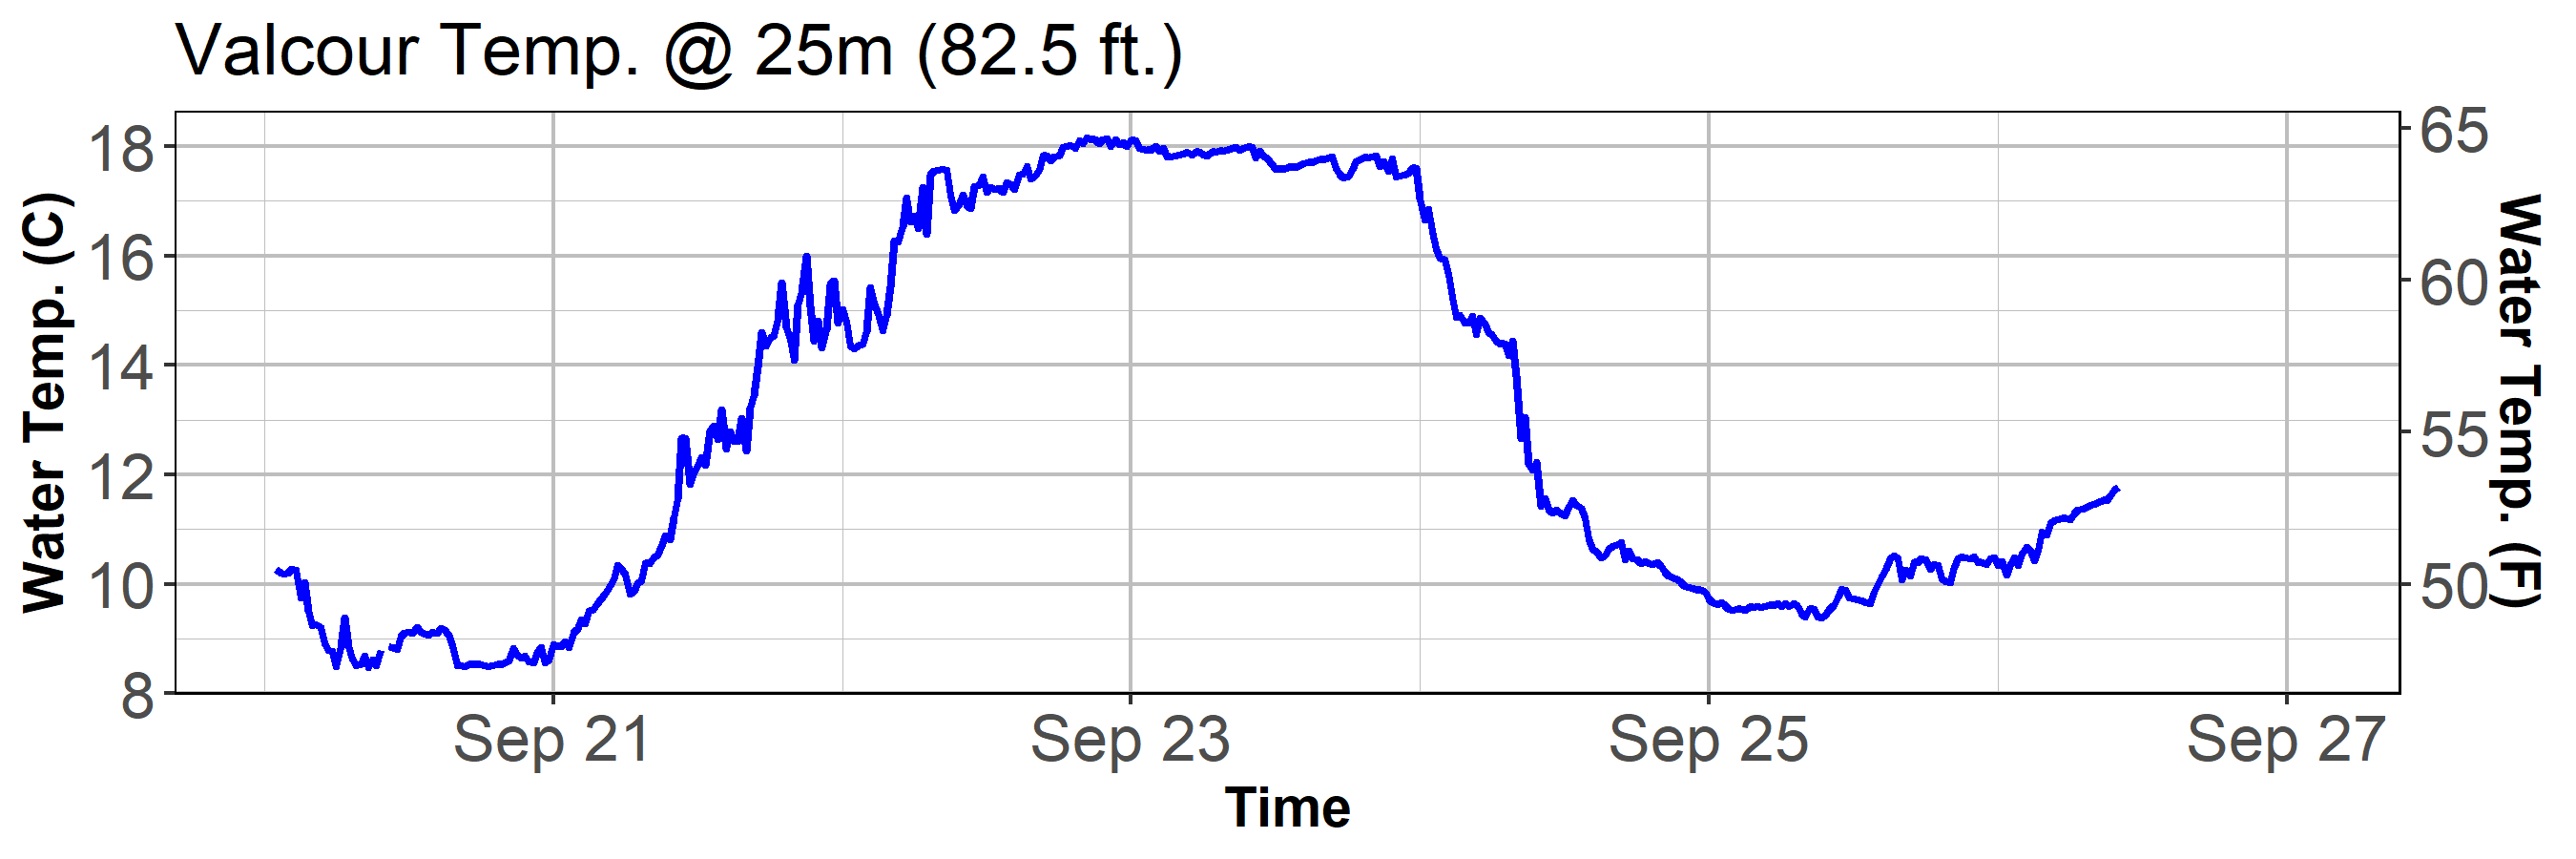 Valcour Temp. @ 25m (82.5 ft.)
Water Temp. (C)
18
16
14
12
10
8
65
60
55
50
Water Temp. (F)
Sep 21 Sep 23 Sep 25 Sep 27
Time